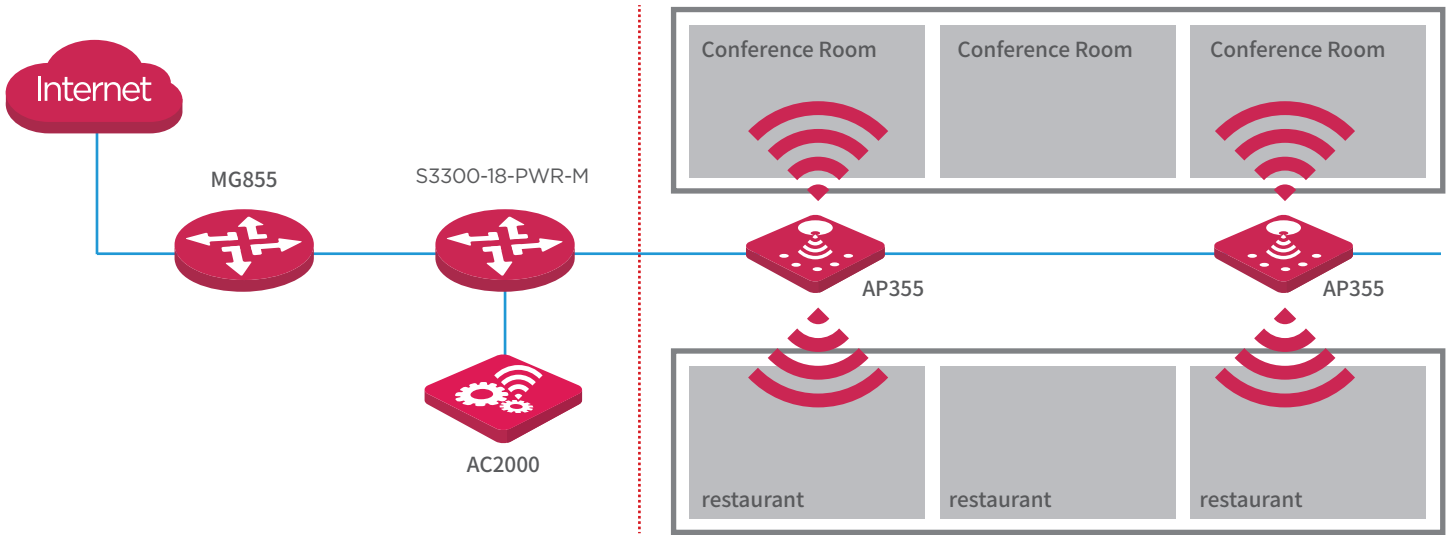 Internet
MG855
S3300-18-PWR-M
AC2000
Conference Room
Conference Room
Conference Room
AP355
AP355
restaurant
restaurant
restaurant